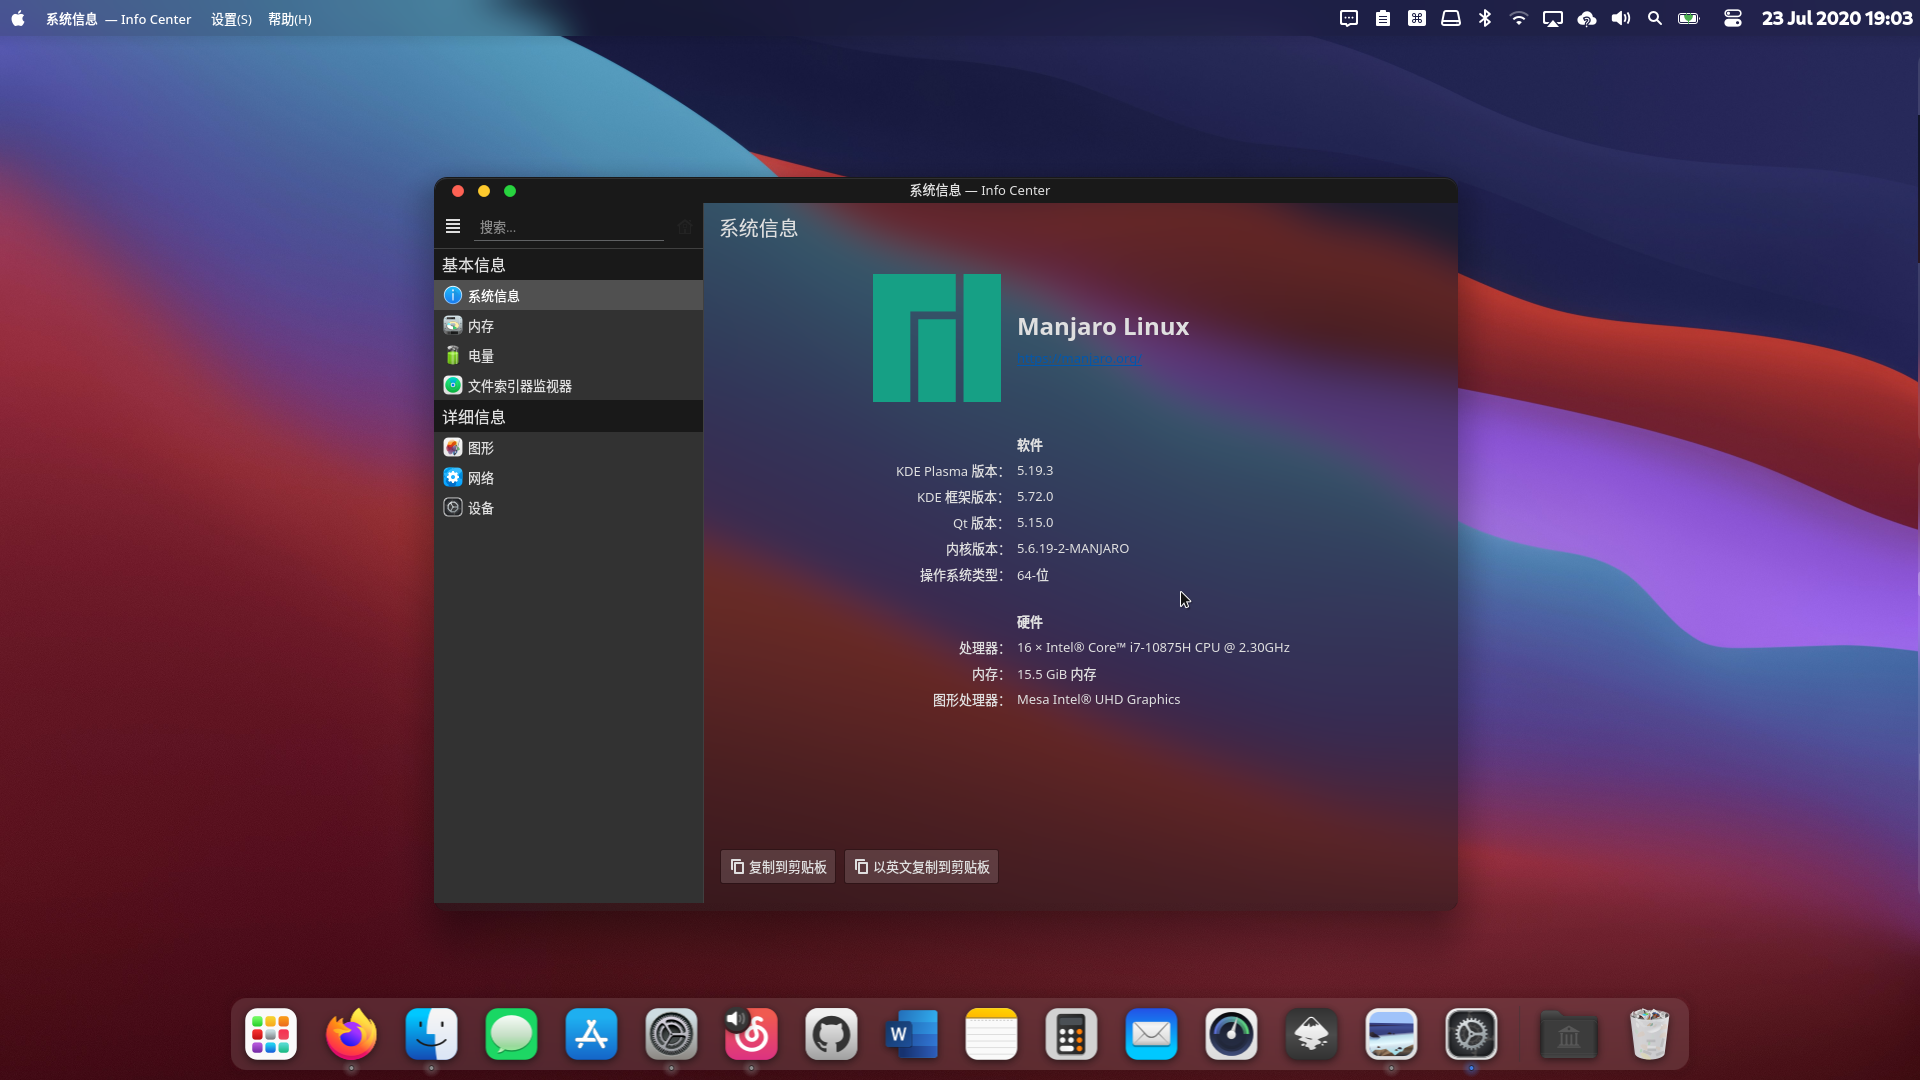 系统信息 — Info Center 设置(S) 帮助(H) 23 Jul 2020 19:03
系统信息 — Info Center
搜索...
基本信息
系统信息
内存
电量
文件索引器监视器
详细信息
图形
网络
设备
系统信息
Manjaro Linux
https://manjaro.org/
软件
KDE Plasma 版本： 5.19.3
KDE 框架版本： 5.72.0
Qt 版本： 5.15.0
内核版本： 5.6.19-2-MANJARO
操作系统类型： 64-位
硬件
处理器： 16 × Intel® Core™ i7-10875H CPU @ 2.30GHz
内存： 15.5 GiB 内存
图形处理器： Mesa Intel® UHD Graphics
复制到剪贴板 以英文复制到剪贴板
W